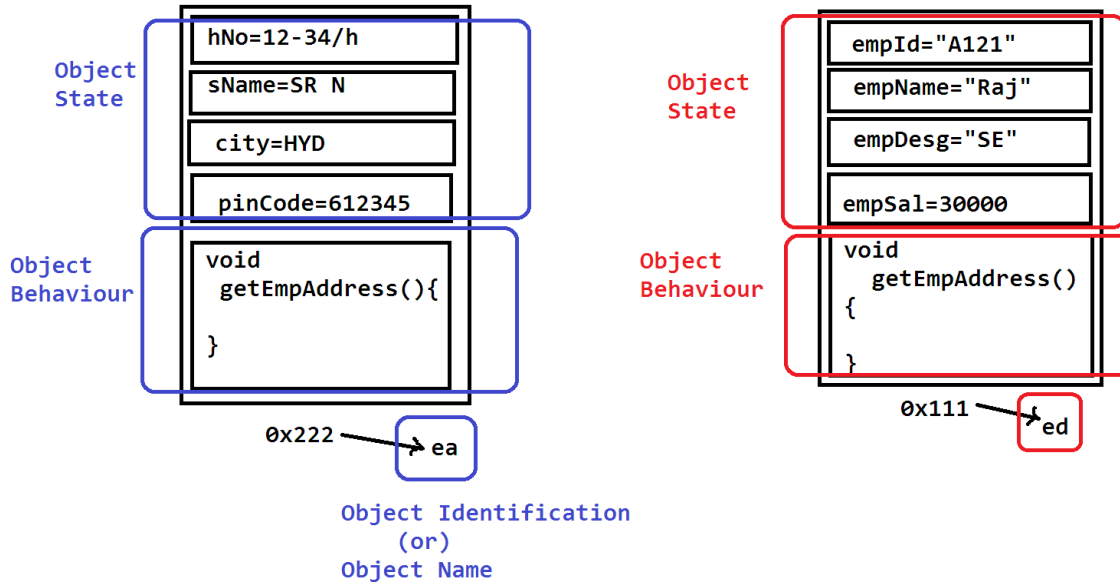 Object
State
hNo=12-34/h
sName=SR N
city=HYD
pinCode=612345
Object
Behaviour
void
getEmpAddress(){
}
0x222
ea
Object Identification
(or)
Object Name
Object
State
empId="A121"
empName="Raj"
empDesg="SE"
empSal=30000
Object
Behaviour
void
getEmpAddress()
{
}
0x111
ed